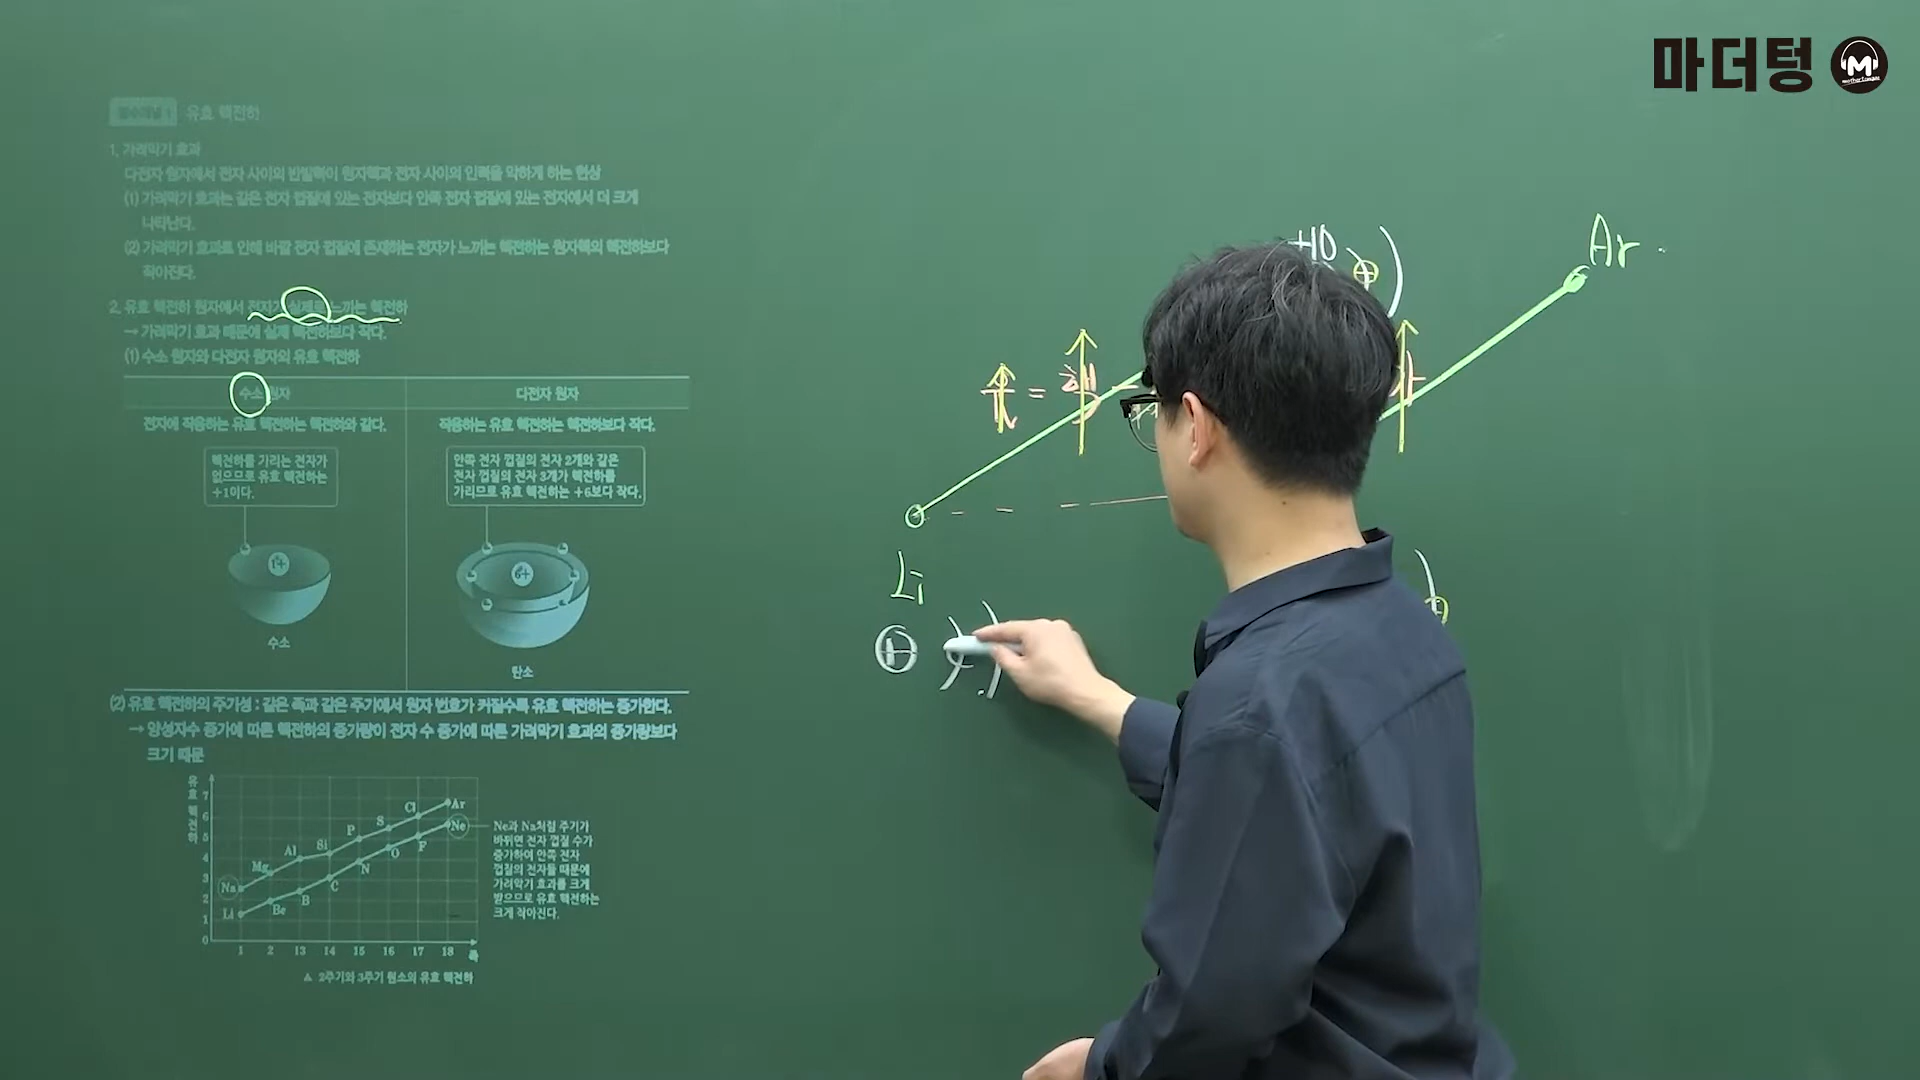 마더텅 M
유효 핵전하
1. 가려막기 효과
다전자 원자에서 전자 사이의 반발력이 원자핵과 전자 사이의 인력을 약하게 하는 현상
(1) 가려막기 효과는 같은 전자 껍질에 있는 전자보다 안쪽 전자 껍질에 있는 전자에서 더 크게
나타난다.
(2) 가려막기 효과로 인해 바깥 전자 껍질에 존재하는 전자가 느끼는 핵전하는 원자핵의 핵전하보다
작아진다.
2. 유효 핵전하 원자에서 전자가 실제로 느끼는 핵전하
→ 가려막기 효과 때문에 실제 핵전하보다 작다.
(1) 수소 원자와 다전자 원자의 유효 핵전하
수소 원자 다전자 원자
전자에 작용하는 유효 핵전하는 핵전하와 같다. 작용하는 유효 핵전하는 핵전하보다 작다.
핵전하를 가리는 전자가
없으므로 유효 핵전하는
+1이다.
안쪽 전자 껍질의 전자 2개와 같은
전자 껍질의 전자 3개가 핵전하를
가리므로 유효 핵전하는 +6보다 작다.
1+ 6+
수소
탄소
(2) 유효 핵전하의 주기성 : 같은 족과 같은 주기에서 원자 번호가 커질수록 유효 핵전하는 증가한다.
→ 양성자수 증가에 따른 핵전하의 증가량이 전자 수 증가에 따른 가려막기 효과의 증가량보다
크기 때문
유효 핵전하
7
6
5
4
3
2
1
0
Na Mg Al Si P S Cl Ar
Li Be B C N O F Ne
1 2 13 14 15 16 17 18 족
Ne과 Na처럼 주기가
바뀌면 전자 껍질 수가
증가하여 안쪽 전자
껍질의 전자들 때문에
가려막기 효과를 크게
받으므로 유효 핵전하는
크게 작아진다.
▲ 2주기와 3주기 원소의 유효 핵전하
+10
Ar
=
Li